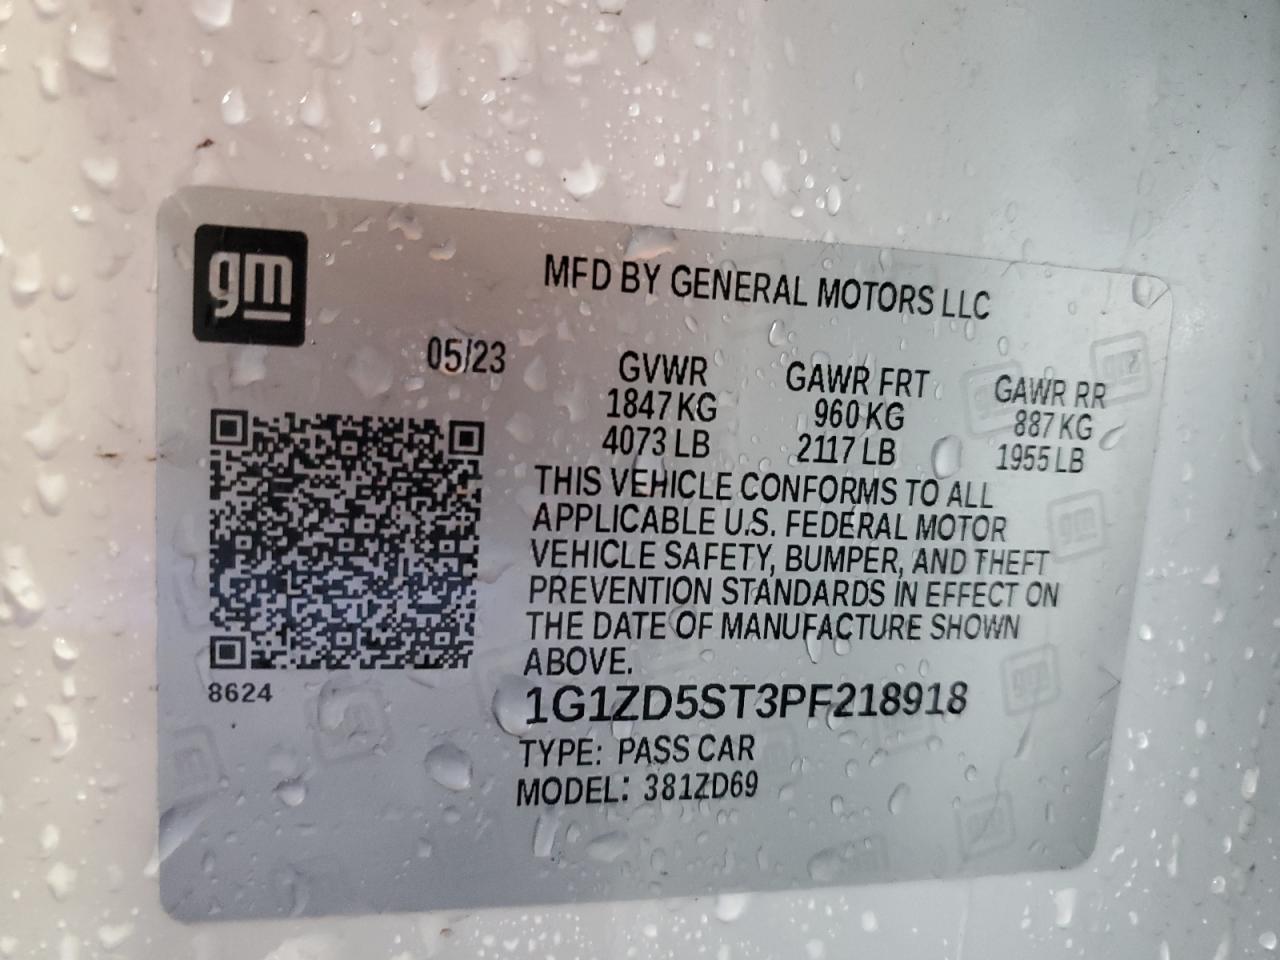 gm
MFD BY GENERAL MOTORS LLC
05/23
GVWR GAWR FRT GAWR RR
1847 KG 960 KG 887 KG
4073 LB 2117 LB 1955 LB
THIS VEHICLE CONFORMS TO ALL
APPLICABLE U.S. FEDERAL MOTOR
VEHICLE SAFETY, BUMPER, AND THEFT
PREVENTION STANDARDS IN EFFECT ON
THE DATE OF MANUFACTURE SHOWN
ABOVE.
8624
1G1ZD5ST3PF218918
TYPE: PASS CAR
MODEL: 381ZD69